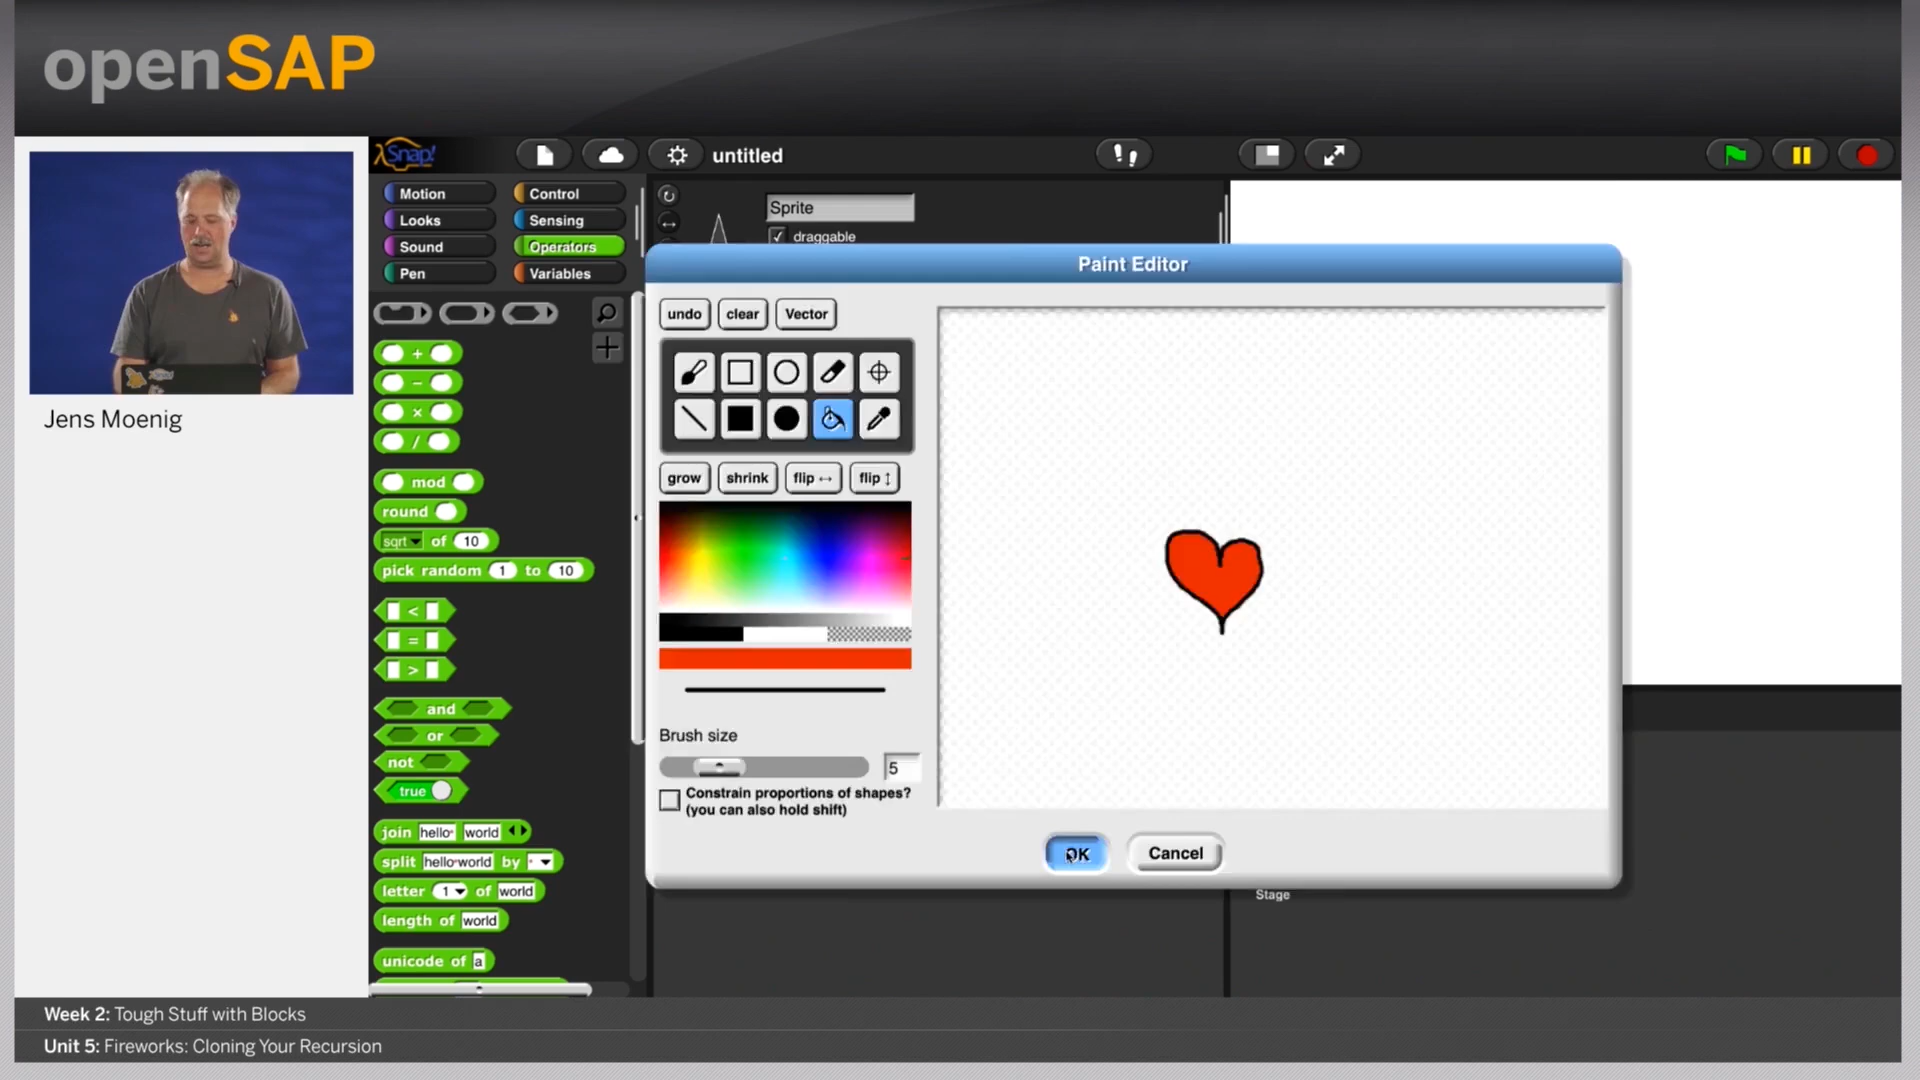 openSAP
Snap!
untitled
Motion
Control
Looks
Sensing
Sound
Operators
Pen
Variables
Sprite
draggable
Jens Moenig
+
−
×
/
mod
round
sqrt of 10
pick random 1 to 10
<
=
>
and
or
not
true
join hello world
split hello world by
letter 1 of world
length of world
unicode of a
Paint Editor
undo clear Vector
grow shrink flip ↔ flip ↕
Brush size
5
Constrain proportions of shapes?
(you can also hold shift)
OK Cancel
Stage
Week 2: Tough Stuff with Blocks
Unit 5: Fireworks: Cloning Your Recursion